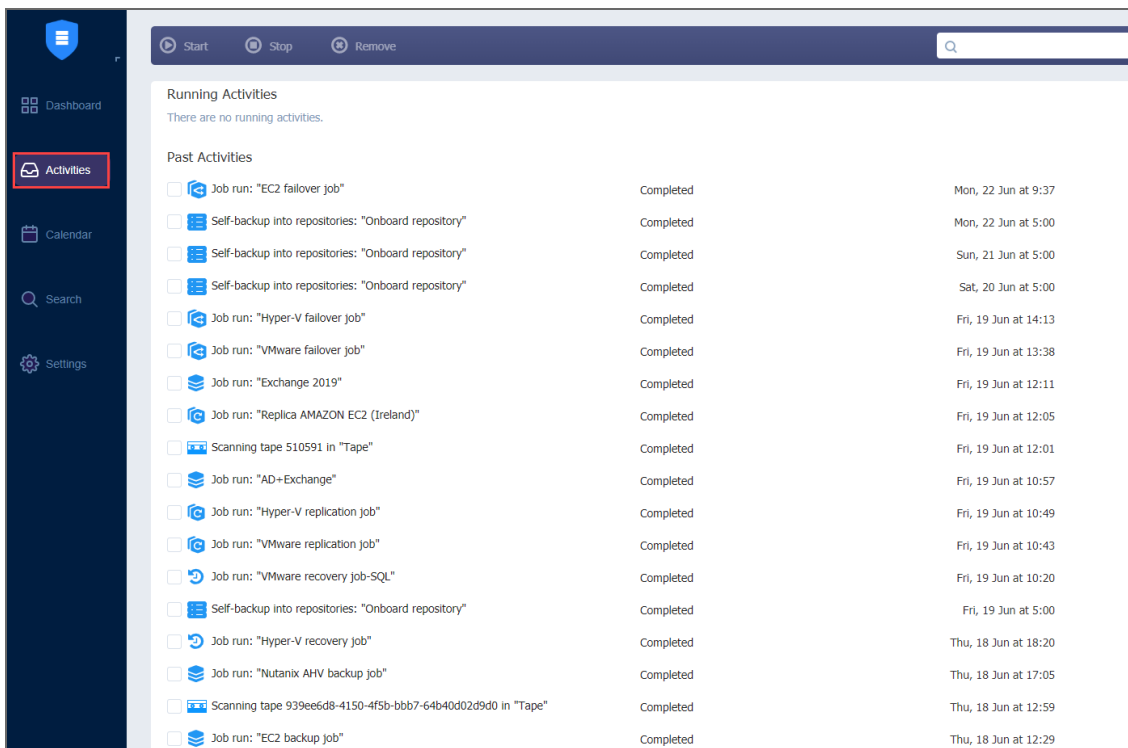 Start Stop Remove
Dashboard
Activities
Calendar
Search
Settings
Running Activities
There are no running activities.
Past Activities
Job run: "EC2 failover job" Completed Mon, 22 Jun at 9:37
Self-backup into repositories: "Onboard repository" Completed Mon, 22 Jun at 5:00
Self-backup into repositories: "Onboard repository" Completed Sun, 21 Jun at 5:00
Self-backup into repositories: "Onboard repository" Completed Sat, 20 Jun at 5:00
Job run: "Hyper-V failover job" Completed Fri, 19 Jun at 14:13
Job run: "VMware failover job" Completed Fri, 19 Jun at 13:38
Job run: "Exchange 2019" Completed Fri, 19 Jun at 12:11
Job run: "Replica AMAZON EC2 (Ireland)" Completed Fri, 19 Jun at 12:05
Scanning tape 510591 in "Tape" Completed Fri, 19 Jun at 12:01
Job run: "AD+Exchange" Completed Fri, 19 Jun at 10:57
Job run: "Hyper-V replication job" Completed Fri, 19 Jun at 10:49
Job run: "VMware replication job" Completed Fri, 19 Jun at 10:43
Job run: "VMware recovery job-SQL" Completed Fri, 19 Jun at 10:20
Self-backup into repositories: "Onboard repository" Completed Fri, 19 Jun at 5:00
Job run: "Hyper-V recovery job" Completed Thu, 18 Jun at 18:20
Job run: "Nutanix AHV backup job" Completed Thu, 18 Jun at 17:05
Scanning tape 939ee6d8-4150-4f5b-bbb7-64b40d02d9d0 in "Tape" Completed Thu, 18 Jun at 12:59
Job run: "EC2 backup job" Completed Thu, 18 Jun at 12:29